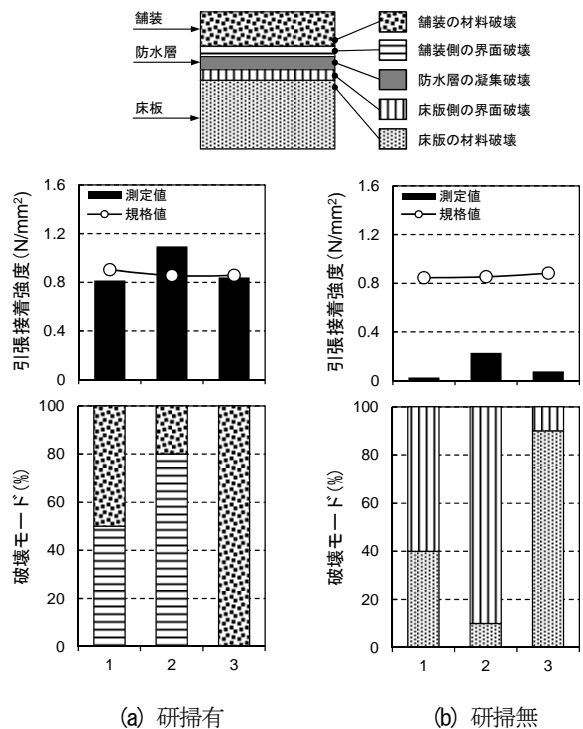 舗装
防水層
床板
舗装の材料破壊
舗装側の界面破壊
防水層の凝集破壊
床版側の界面破壊
床版の材料破壊
引張接着強度(N/mm²)
1.6
1.2
0.8
0.4
0
測定値
規格値
破壊モード(%)
100
80
60
40
20
0
1 2 3
(a) 研掃有
引張接着強度(N/mm²)
1.6
1.2
0.8
0.4
0
測定値
規格値
破壊モード(%)
100
80
60
40
20
0
1 2 3
(b) 研掃無